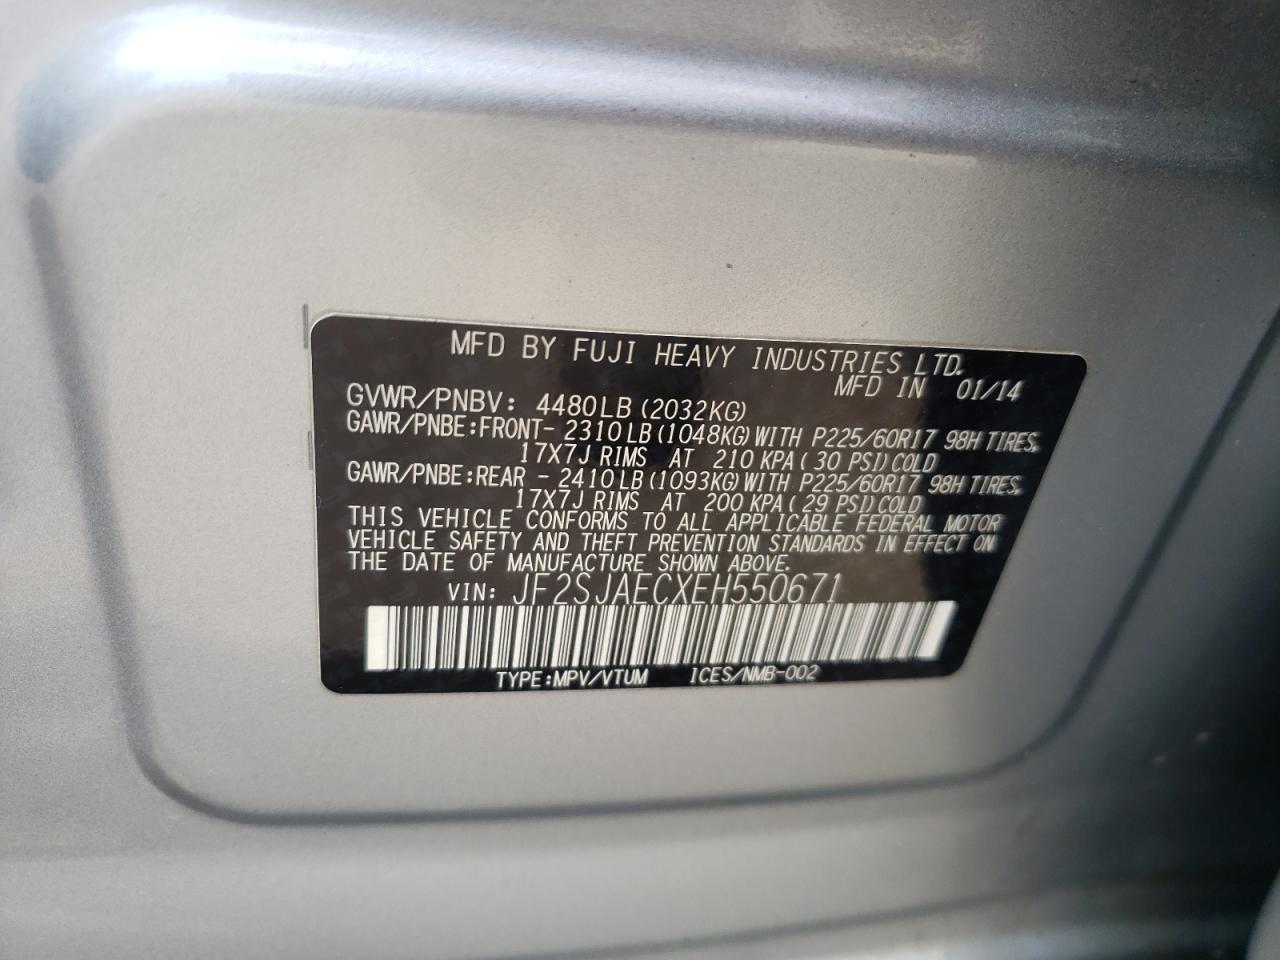 MFD BY FUJI HEAVY INDUSTRIES LTD.
MFD IN 01/14
GVWR/PNBV: 4480LB (2032KG)
GAWR/PNBE:FRONT- 2310LB (1048KG) WITH P225/60R17 98H TIRES,
17X7J RIMS AT 210 KPA (30 PSI) COLD
GAWR/PNBE:REAR - 2410LB (1093KG) WITH P225/60R17 98H TIRES,
17X7J RIMS AT 200 KPA (29 PSI) COLD
THIS VEHICLE CONFORMS TO ALL APPLICABLE FEDERAL MOTOR
VEHICLE SAFETY AND THEFT PREVENTION STANDARDS IN EFFECT ON
THE DATE OF MANUFACTURE SHOWN ABOVE.
VIN: JF2SJAECXEH550671
TYPE:MPV/VTUM ICES/NMB-002